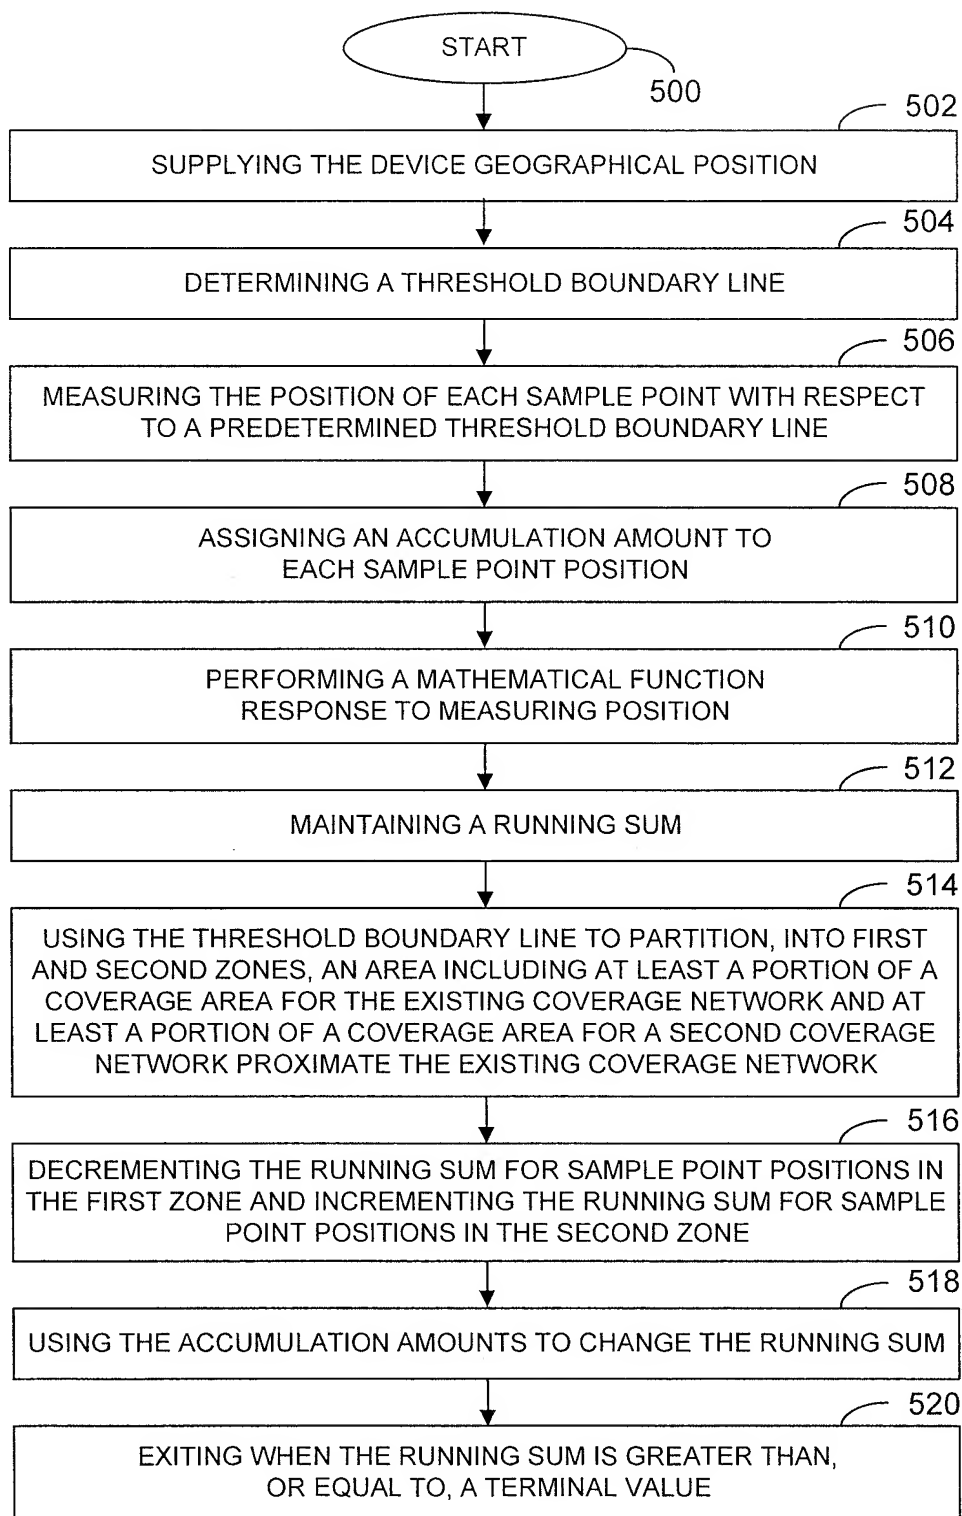 START
500
502
SUPPLYING THE DEVICE GEOGRAPHICAL POSITION
504
DETERMINING A THRESHOLD BOUNDARY LINE
506
MEASURING THE POSITION OF EACH SAMPLE POINT WITH RESPECT
TO A PREDETERMINED THRESHOLD BOUNDARY LINE
508
ASSIGNING AN ACCUMULATION AMOUNT TO
EACH SAMPLE POINT POSITION
510
PERFORMING A MATHEMATICAL FUNCTION
RESPONSE TO MEASURING POSITION
512
MAINTAINING A RUNNING SUM
514
USING THE THRESHOLD BOUNDARY LINE TO PARTITION, INTO FIRST
AND SECOND ZONES, AN AREA INCLUDING AT LEAST A PORTION OF A
COVERAGE AREA FOR THE EXISTING COVERAGE NETWORK AND AT
LEAST A PORTION OF A COVERAGE AREA FOR A SECOND COVERAGE
NETWORK PROXIMATE THE EXISTING COVERAGE NETWORK
516
DECREMENTING THE RUNNING SUM FOR SAMPLE POINT POSITIONS IN
THE FIRST ZONE AND INCREMENTING THE RUNNING SUM FOR SAMPLE
POINT POSITIONS IN THE SECOND ZONE
518
USING THE ACCUMULATION AMOUNTS TO CHANGE THE RUNNING SUM
520
EXITING WHEN THE RUNNING SUM IS GREATER THAN,
OR EQUAL TO, A TERMINAL VALUE